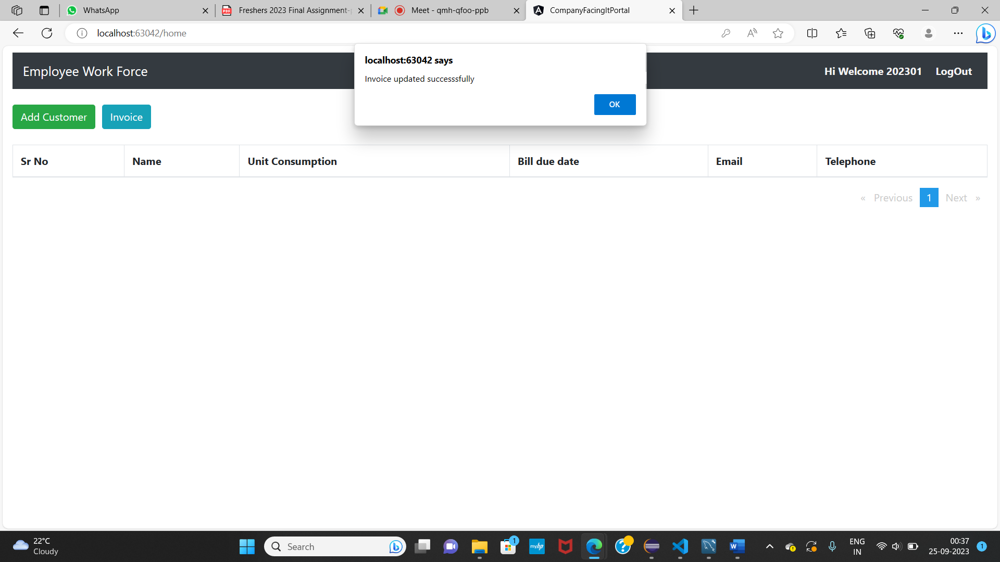 WhatsApp
Freshers 2023 Final Assignment-
Meet - qmh-qfoo-ppb
CompanyFacingItPortal
localhost:63042/home
localhost:63042 says
Invoice updated successsfully
OK
Employee Work Force
Hi Welcome 202301
LogOut
Add Customer
Invoice
Sr No
Name
Unit Consumption
Bill due date
Email
Telephone
« Previous 1 Next »
22°C
Cloudy
Search
1
myhp
ENG
IN
00:37
25-09-2023
1